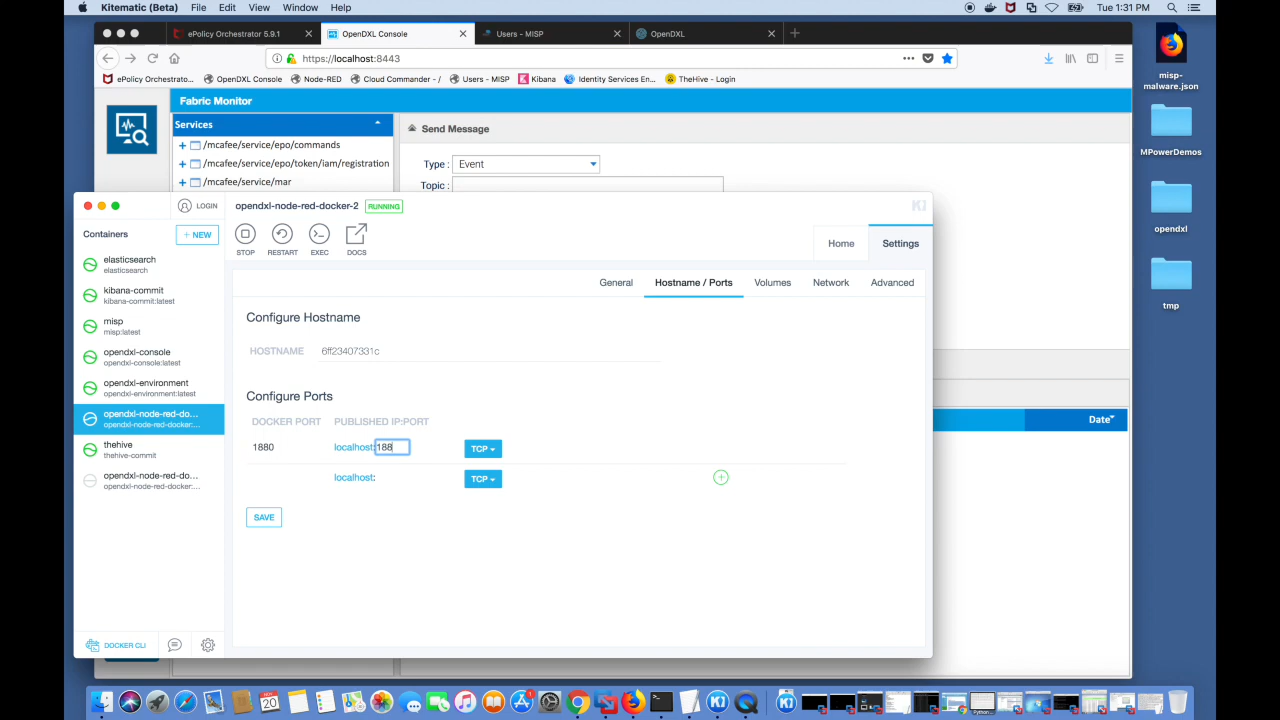 Kitematic (Beta) File Edit View Window Help
Tue 1:31 PM
ePolicy Orchestrator 5.9.1
OpenDXL Console
Users - MISP
OpenDXL
https://localhost:8443
ePolicy Orchestrato...
OpenDXL Console
Node-RED
Cloud Commander - /
Users - MISP
Kibana
Identity Services En...
TheHive - Login
Fabric Monitor
Services
/mcafee/service/epo/commands
/mcafee/service/epo/token/iam/registration
/mcafee/service/mar
Send Message
Type : Event
Topic :
Date
misp-
malware.json
MPowerDemos
opendxl
tmp
LOGIN
Containers
+ NEW
elasticsearch
elasticsearch
kibana-commit
kibana-commit:latest
misp
misp:latest
opendxl-console
opendxl-console:latest
opendxl-environment
opendxl-environment:latest
opendxl-node-red-do...
opendxl-node-red-docker:...
thehive
thehive-commit
opendxl-node-red-do...
opendxl-node-red-docker:...
DOCKER CLI
opendxl-node-red-docker-2 RUNNING
STOP RESTART EXEC DOCS
Home Settings
General Hostname / Ports Volumes Network Advanced
Configure Hostname
HOSTNAME 6ff23407331c
Configure Ports
DOCKER PORT PUBLISHED IP:PORT
1880 localhost:188 TCP
localhost: TCP
SAVE
NOV
20
1